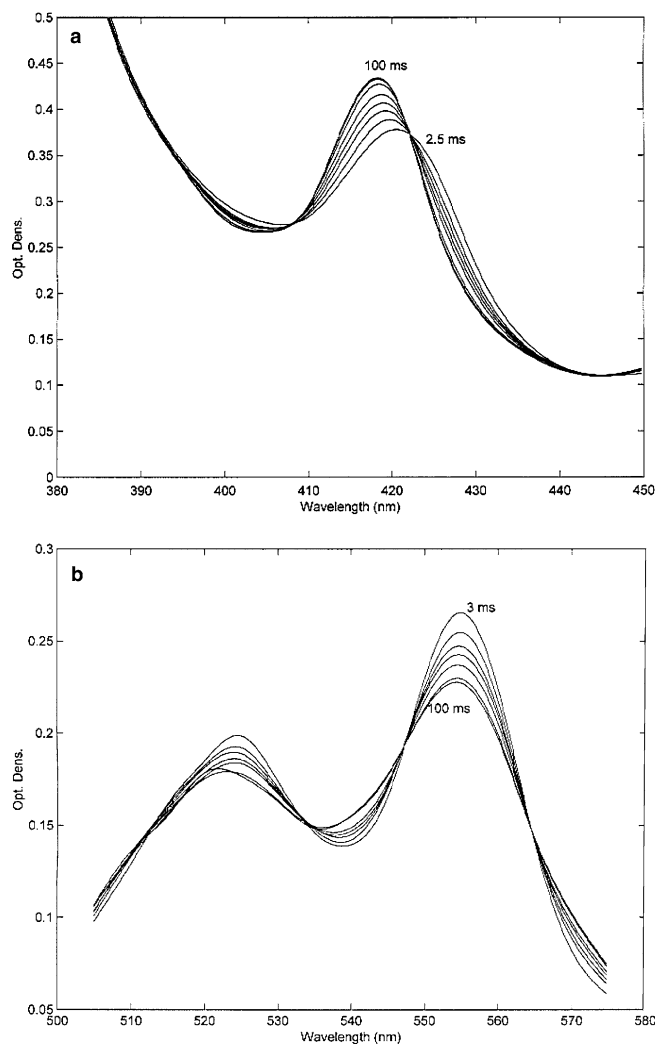 a
0.5
0.45
0.4
0.35
0.3
0.25
0.2
0.15
0.1
0.05
0
Opt. Dens.
100 ms
2.5 ms
380 390 400 410 420 430 440 450
Wavelength (nm)
b
0.3
0.25
0.2
0.15
0.1
0.05
Opt. Dens.
3 ms
100 ms
500 510 520 530 540 550 560 570 580
Wavelength (nm)